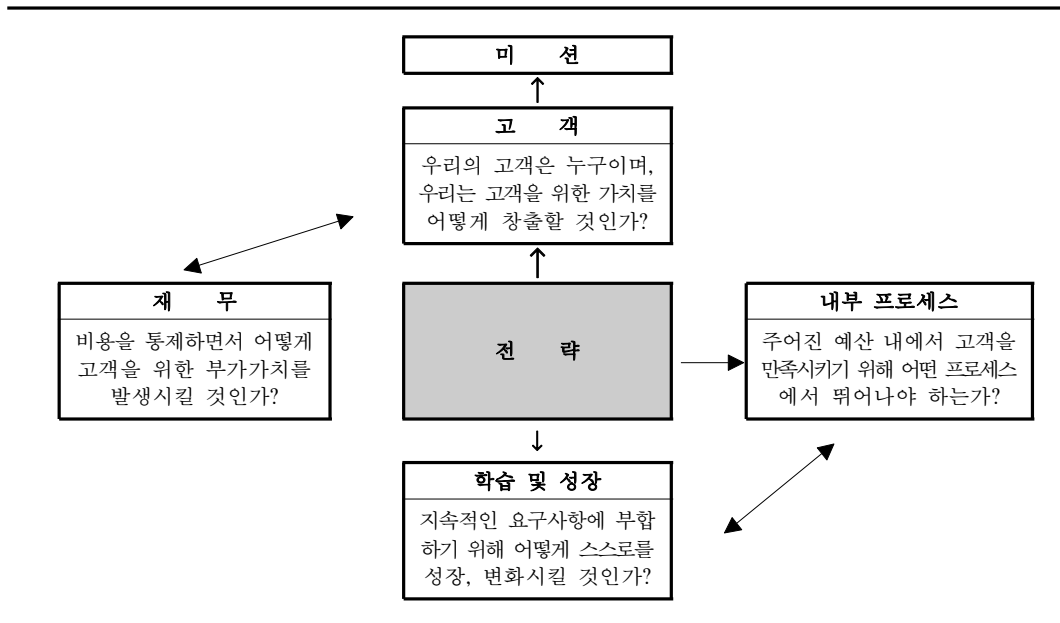 미 션
고 객
우리의 고객은 누구이며,
우리는 고객을 위한 가치를
어떻게 창출할 것인가?
재 무
비용을 통제하면서 어떻게
고객을 위한 부가가치를
발생시킬 것인가?
전 략
내부 프로세스
주어진 예산 내에서 고객을
만족시키기 위해 어떤 프로세스
에서 뛰어나야 하는가?
학습 및 성장
지속적인 요구사항에 부합
하기 위해 어떻게 스스로를
성장, 변화시킬 것인가?